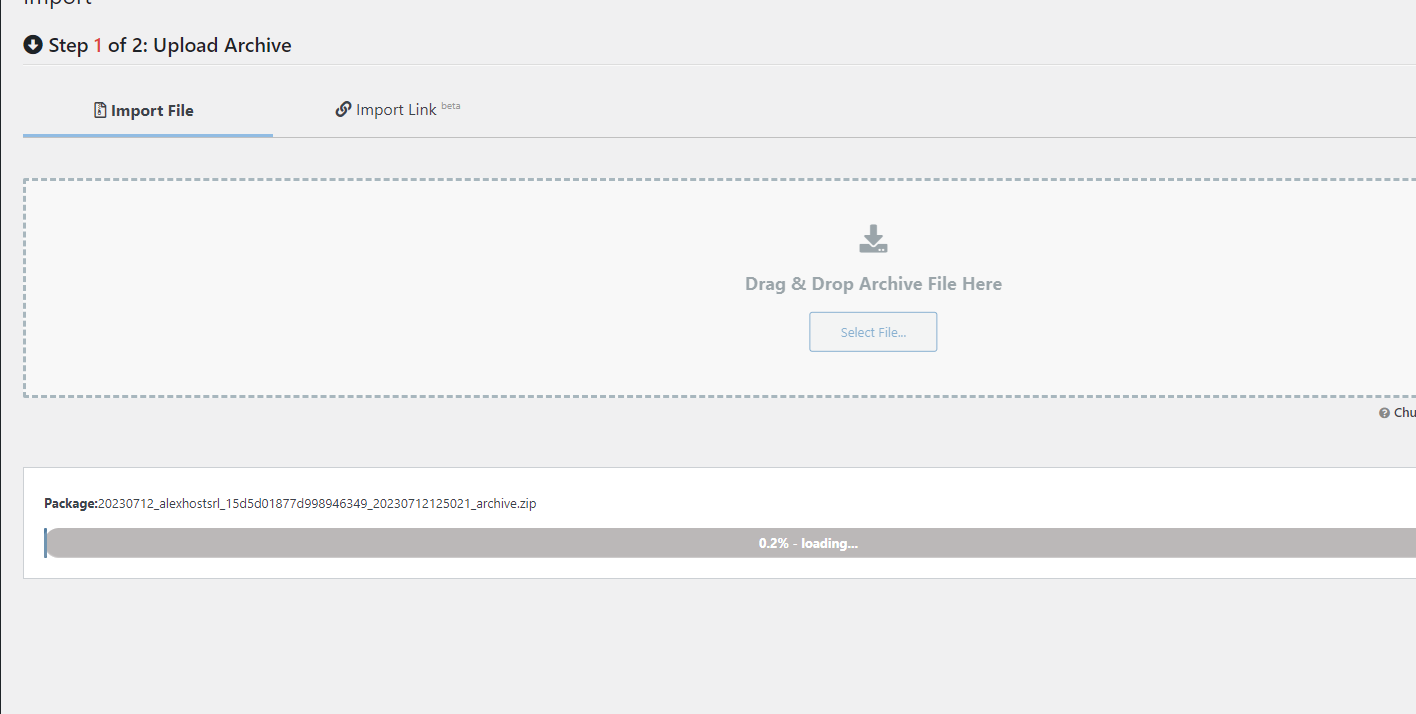 Import
Step 1 of 2: Upload Archive
Import File
Import Link beta
Drag & Drop Archive File Here
Select File...
Chu
Package:20230712_alexhostsrl_15d5d01877d998946349_20230712125021_archive.zip
0.2% - loading...